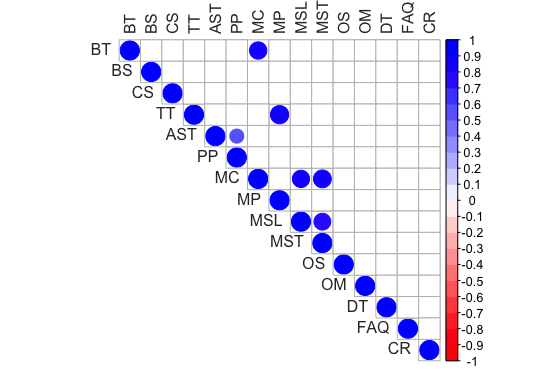 BT BS CS TT AST PP MC MP MSL MST OS OM DT FAQ CR
BT
BS
CS
TT
AST
PP
MC
MP
MSL
MST
OS
OM
DT
FAQ
CR
1
0.9
0.8
0.7
0.6
0.5
0.4
0.3
0.2
0.1
0
-0.1
-0.2
-0.3
-0.4
-0.5
-0.6
-0.7
-0.8
-0.9
-1